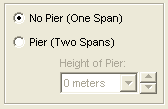 No Pier (One Span)
Pier (Two Spans)
Height of Pier:
0 meters